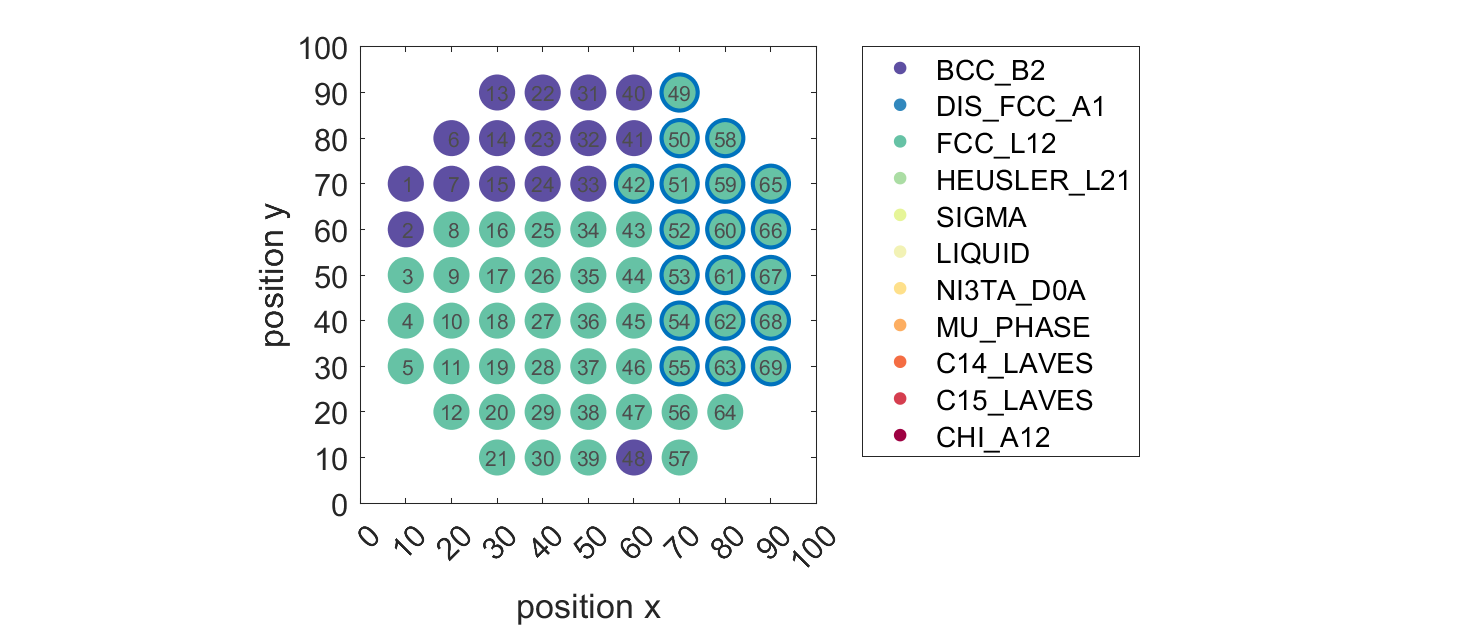 100
90
80
70
60
50
40
30
20
10
0
position y
13 22 31 40 49
6 14 23 32 41 50 58
1 7 15 24 33 42 51 59 65
2 8 16 25 34 43 52 60 66
3 9 17 26 35 44 53 61 67
4 10 18 27 36 45 54 62 68
5 11 19 28 37 46 55 63 69
12 20 29 38 47 56 64
21 30 39 48 57
0 10 20 30 40 50 60 70 80 90 100
position x
BCC_B2
DIS_FCC_A1
FCC_L12
HEUSLER_L21
SIGMA
LIQUID
NI3TA_D0A
MU_PHASE
C14_LAVES
C15_LAVES
CHI_A12